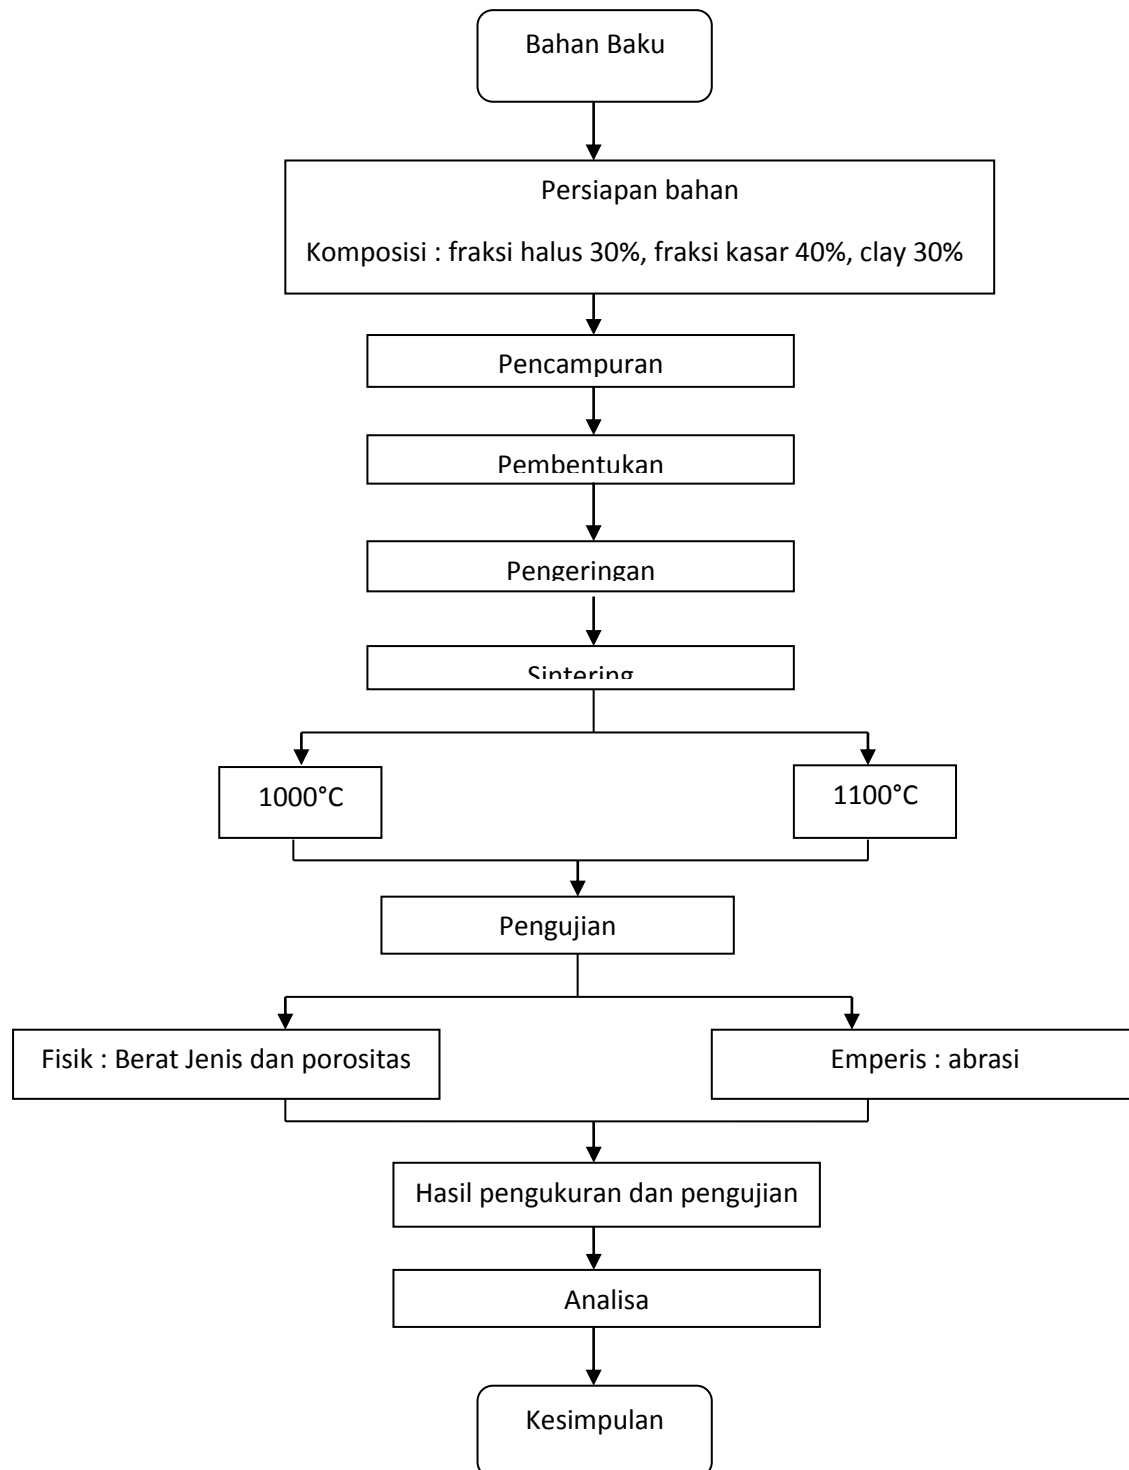 Bahan Baku
Persiapan bahan
Komposisi : fraksi halus 30%, fraksi kasar 40%, clay 30%
Pencampuran
Pembentukan
Pengeringan
Sintering
1000°C
1100°C
Pengujian
Fisik : Berat Jenis dan porositas
Emperis : abrasi
Hasil pengukuran dan pengujian
Analisa
Kesimpulan